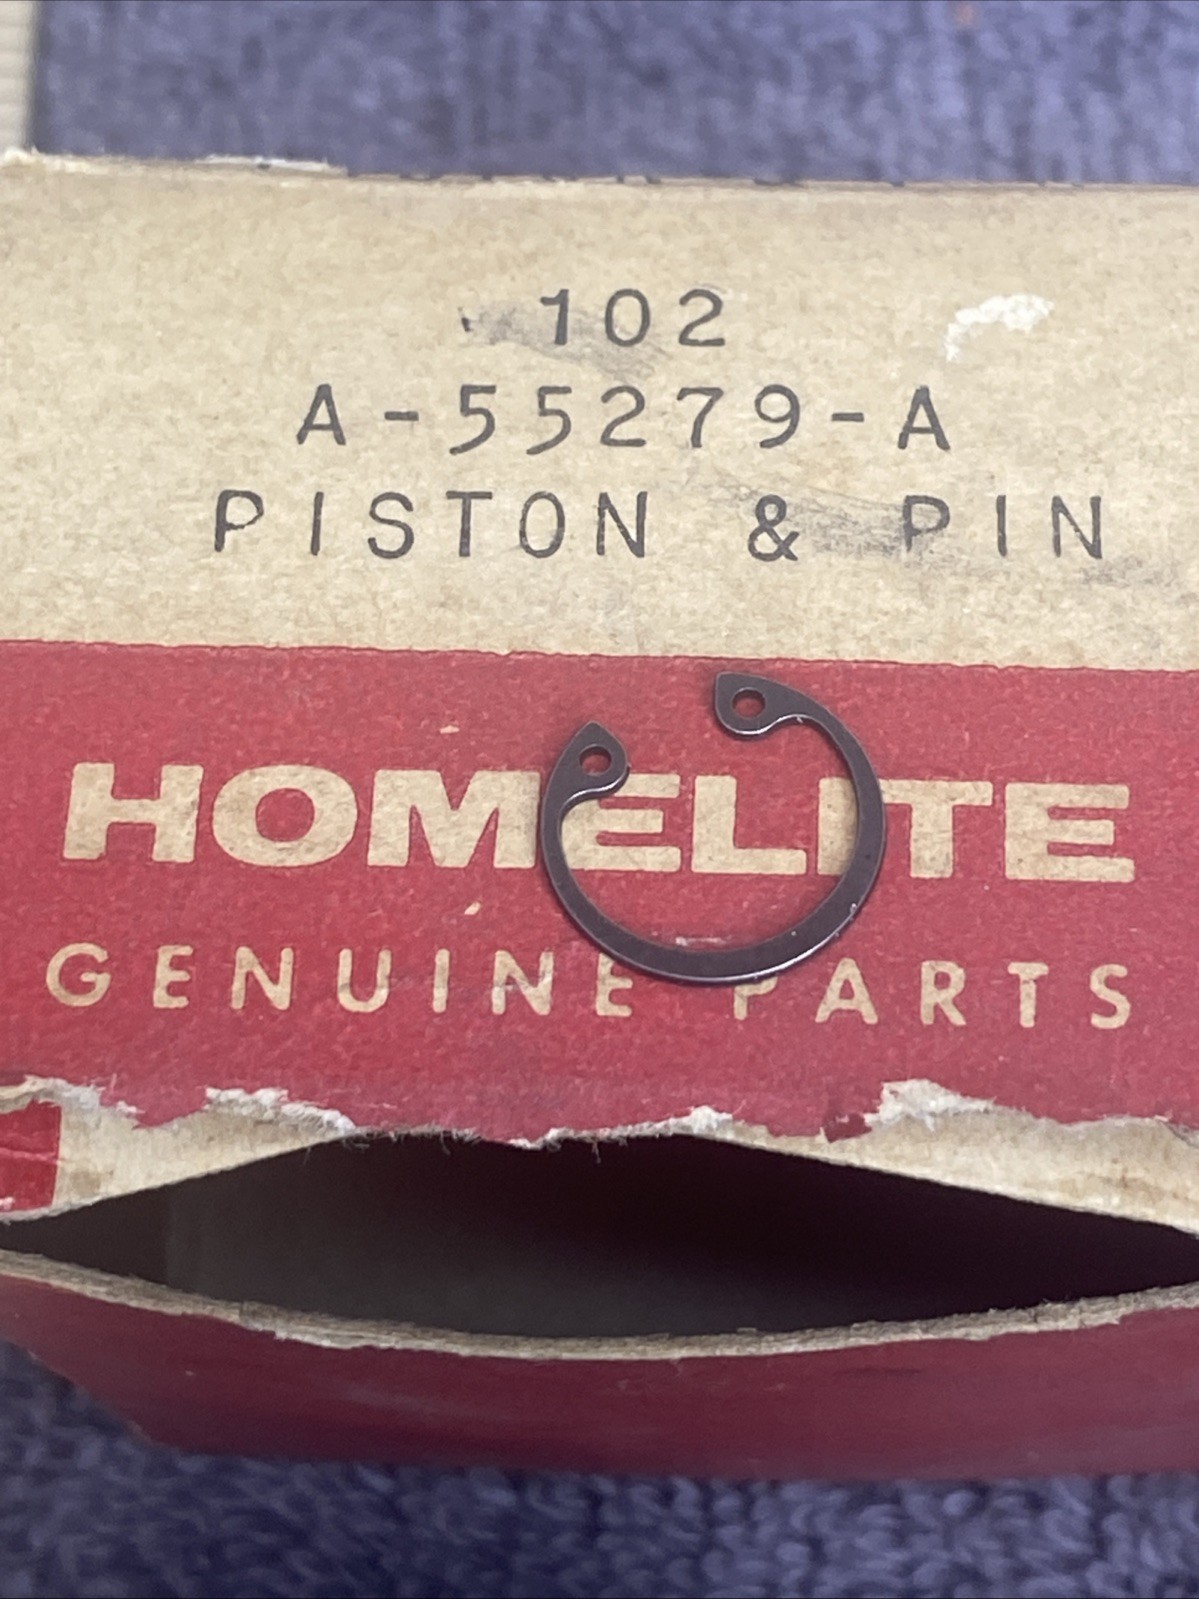 102
A-55279-A
PISTON & PIN
HOMELITE
GENUINE PARTS